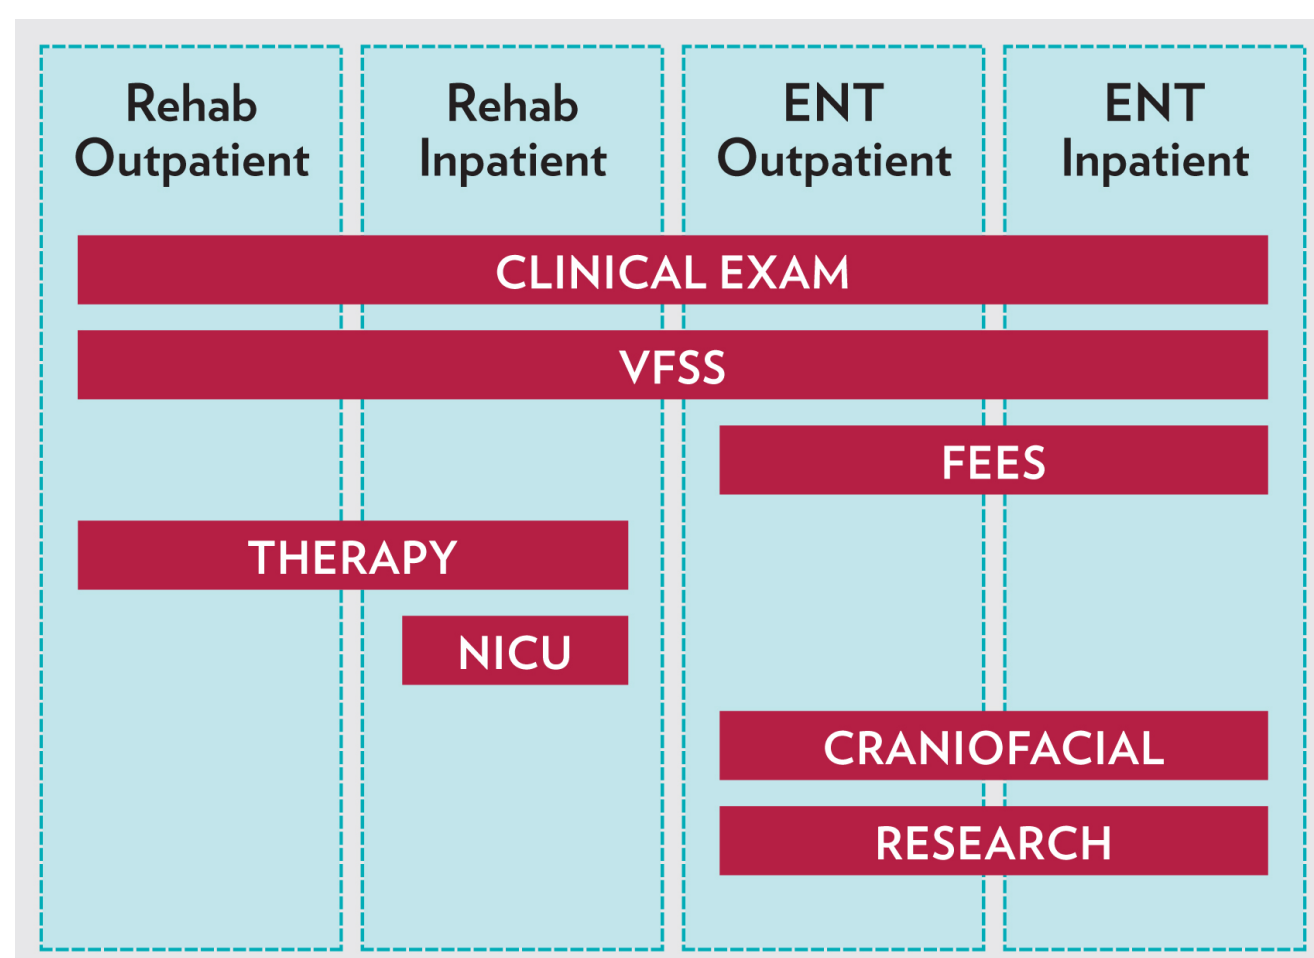 Rehab
Outpatient
Rehab
Inpatient
ENT
Outpatient
ENT
Inpatient
CLINICAL EXAM
VFSS
FEES
THERAPY
NICU
CRANIOFACIAL
RESEARCH